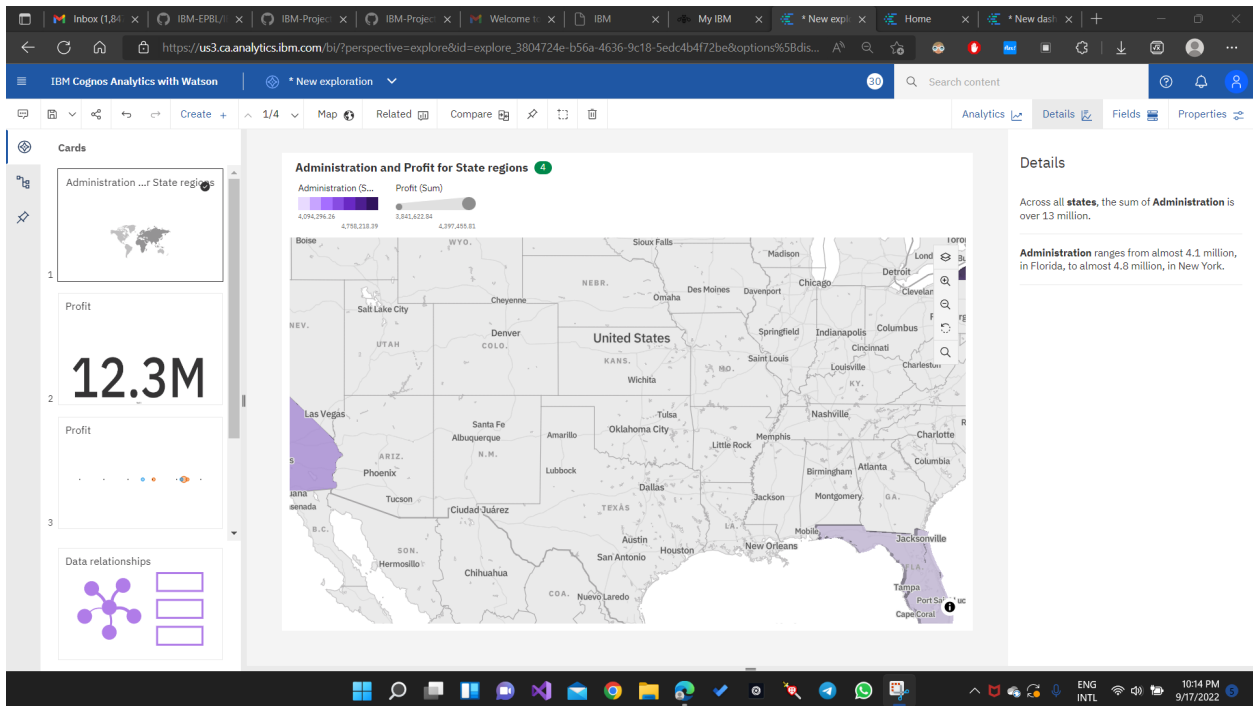 Inbox (1,84
IBM-EPBL/I
IBM-Project
IBM-Project
Welcome to
IBM
My IBM
* New explo
Home
* New dash
https://us3.ca.analytics.ibm.com/bi/?perspective=explore&id=explore_3804724e-b56a-4636-9c18-5edc4b4f72be&options%5Bdis...
IBM Cognos Analytics with Watson
* New exploration
30
Search content
Create +
1/4
Map
Related
Compare
Analytics
Details
Fields
Properties
Cards
Administration ...r State regions
1
Profit
12.3M
2
Profit
3
Data relationships
Administration and Profit for State regions 4
Administration (S...
Profit (Sum)
4,094,296.26
3,841,622.84
4,758,218.39
4,397,455.81
Boise
WYO.
Sioux Falls
Madison
Toro
Lond
Detroit
Bu
NEBR.
Chicago
Des Moines
Davenport
Clevelan
Omaha
Cheyenne
Salt Lake City
NEV.
Denver
United States
Springfield
Indianapolis
Columbus
UTAH
COLO.
Cincinnati
KANS.
Saint Louis
MO.
Louisville
Charleston
Wichita
KY.
Las Vegas
Tulsa
Nashville
Santa Fe
Oklahoma City
Albuquerque
Amarillo
Memphis
Charlotte
Little Rock
ARIZ.
N.M.
Columbia
Phoenix
Lubbock
Birmingham
Atlanta
Dallas
Tucson
Jackson
Montgomery
GA.
Ciudad Juárez
TEXAS
B.C.
LA.
Mobile
Austin
Jacksonville
SON.
Houston
New Orleans
San Antonio
Hermosillo
FLA.
Chihuahua
Tampa
COA.
Nuevo Laredo
Port Sa
Luc
Cape Coral
Details
Across all states, the sum of Administration is
over 13 million.
Administration ranges from almost 4.1 million,
in Florida, to almost 4.8 million, in New York.
ENG
INTL
10:14 PM
9/17/2022
5